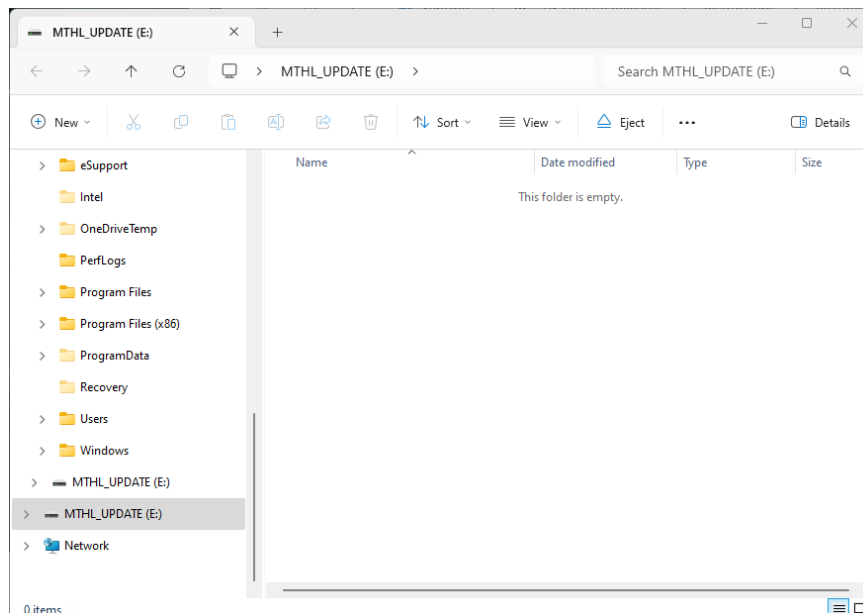 MTHL_UPDATE (E:)
MTHL_UPDATE (E:)
Search MTHL_UPDATE (E:)
New
Sort
View
Eject
Details
Name
Date modified
Type
Size
This folder is empty.
eSupport
Intel
OneDriveTemp
PerfLogs
Program Files
Program Files (x86)
ProgramData
Recovery
Users
Windows
MTHL_UPDATE (E:)
MTHL_UPDATE (E:)
Network
0 items